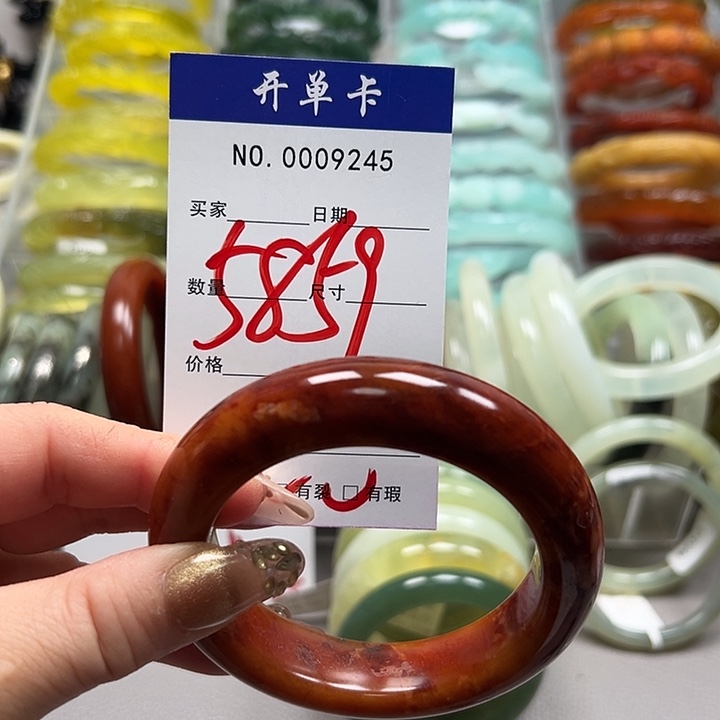 开单卡
NO. 0009245
买家 日期
5859
数量 尺寸
价格
有裂 □ 有瑕